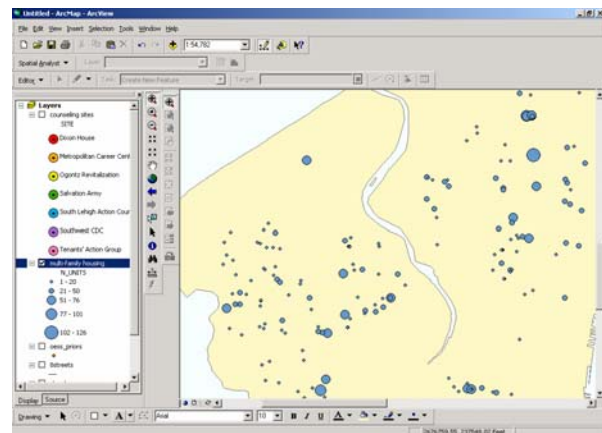 Untitled - ArcMap - ArcView
File Edit View Insert Selection Tools Window Help
1:54,782
Spatial Analyst Layer:
Editor Task: Create New Feature Target:
Layers
counseling sites
SITE
Dixon House
Metropolitan Career Cent
Ogontz Revitalization
Salvation Army
South Lehigh Action Cour
Southwest CDC
Tenants' Action Group
multi-family housing
N_UNITS
1 - 20
21 - 50
51 - 76
77 - 101
102 - 126
oess_priors
Display Source
Drawing A Arial 10 B I U A